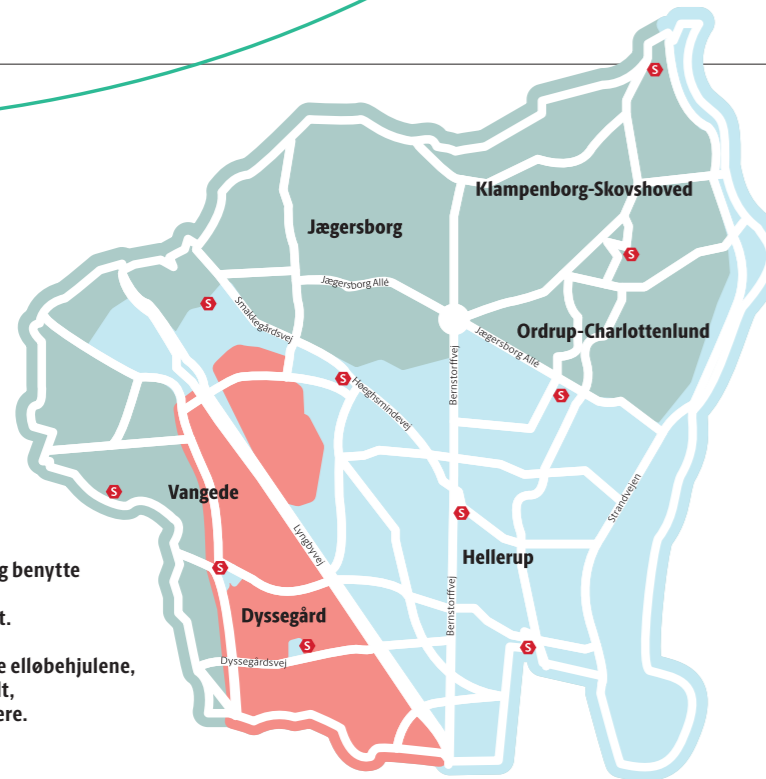 S
Klampenborg-Skovshoved
Jægersborg
S
Jægersborg Allé
S
Smakkegårdsvej
Ordrup-Charlottenlund
Jægersborg Allé
Bernstorffvej
S
Høeghsmindevej
S
Strandvejen
S
Vangede
S
Lyngbyvej
Hellerup
g benytte
S
Bernstorffvej
t.
Dyssegård
S
S
e elløbehjulene,
Dyssegårdsvej
lt,
ere.